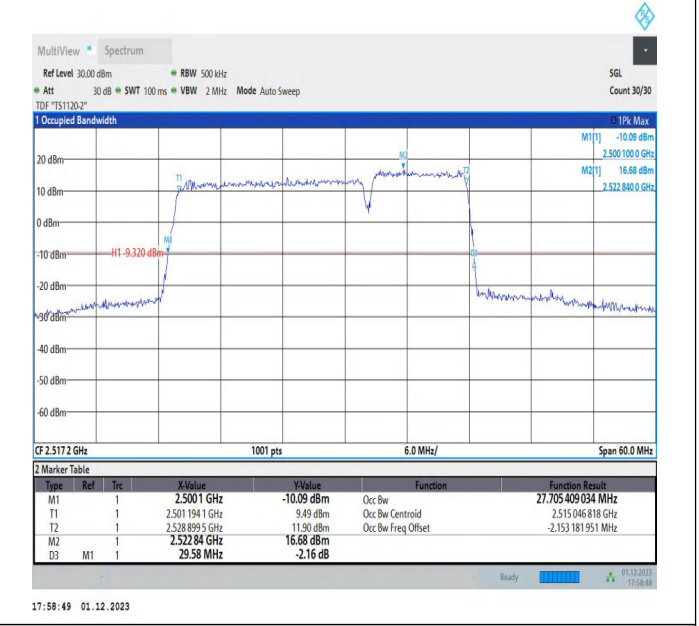 R&S
MultiView Spectrum
Ref Level 30.00 dBm RBW 500 kHz SGL
Att 30 dB SWT 100 ms VBW 2 MHz Mode Auto Sweep Count 30/30
TDF "TS1120-2"
1 Occupied Bandwidth 1Pk Max
M1[1] -10.09 dBm
2.500 100 0 GHz
M2[1] 16.68 dBm
2.522 840 0 GHz
M2
20 dBm
T1 T2
10 dBm
0 dBm
M1
-10 dBm H1 -9.320 dBm D3
-20 dBm
-30 dBm
-40 dBm
-50 dBm
-60 dBm
CF 2.517 2 GHz 1001 pts 6.0 MHz/ Span 60.0 MHz
2 Marker Table
Type Ref Trc X-Value Y-Value Function Function Result
M1 1 2.5001 GHz -10.09 dBm Occ Bw 27.705 409 034 MHz
T1 1 2.501 194 1 GHz 9.49 dBm Occ Bw Centroid 2.515 046 818 GHz
T2 1 2.528 899 5 GHz 11.90 dBm Occ Bw Freq Offset -2.153 181 951 MHz
M2 1 2.522 84 GHz 16.68 dBm
D3 M1 1 29.58 MHz -2.16 dB
Ready 01.12.2023
17:58:48
17:58:49 01.12.2023